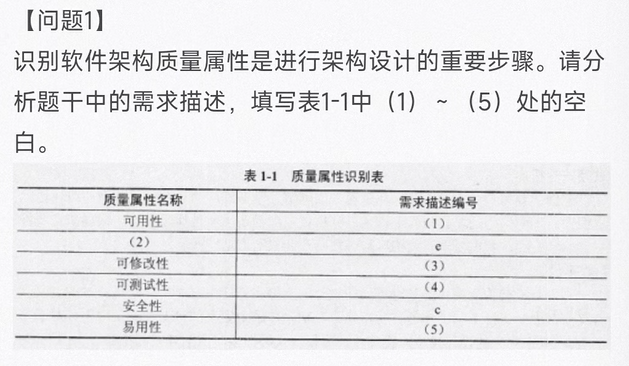 【问题1】
识别软件架构质量属性是进行架构设计的重要步骤。请分
析题干中的需求描述，填写表1-1中（1）~（5）处的空
白。
表 1-1 质量属性识别表
质量属性名称 需求描述编号
可用性 （1）
（2） e
可修改性 （3）
可测试性 （4）
安全性 c
易用性 （5）